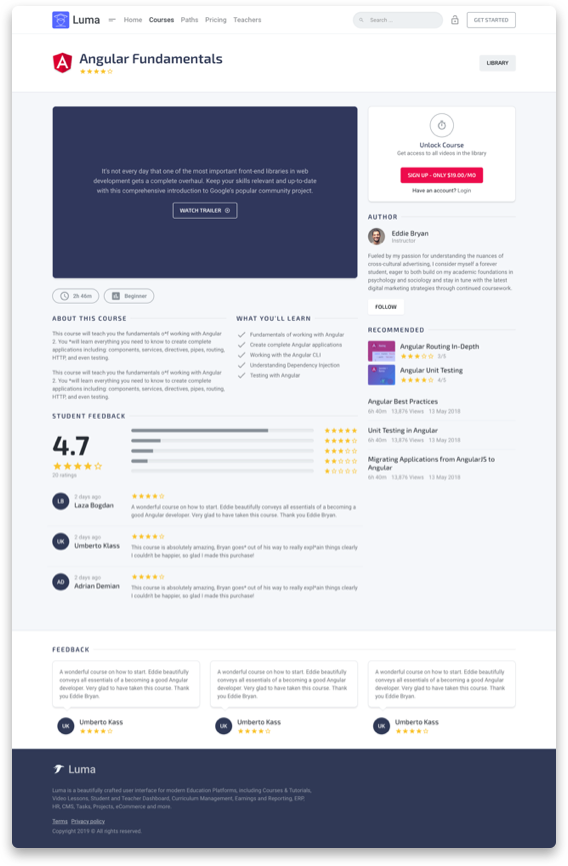 Luma
Home Courses Paths Pricing Teachers
Search...
GET STARTED
Angular Fundamentals
LIBRARY
It's not every day that one of the most important front-end libraries in web
development gets a complete overhaul. Keep your skills relevant and up-to-date
with this comprehensive introduction to Google's popular community project.
WATCH TRAILER
2h 46m
Beginner
ABOUT THIS COURSE
This course will teach you the fundamentals o*f working with Angular
2. You *will learn everything you need to know to create complete
applications including: components, services, directives, pipes, routing,
HTTP, and even testing.
This course will teach you the fundamentals o*f working with Angular
2. You *will learn everything you need to know to create complete
applications including: components, services, directives, pipes, routing,
HTTP, and even testing.
WHAT YOU'LL LEARN
Fundamentals of working with Angular
Create complete Angular applications
Working with the Angular CLI
Understanding Dependency Injection
Testing with Angular
STUDENT FEEDBACK
4.7
20 ratings
LB
2 days ago
Laza Bogdan
A wonderful course on how to start. Eddie beautifully conveys all essentials of a becoming a
good Angular developer. Very glad to have taken this course. Thank you Eddie Bryan.
UK
2 days ago
Umberto Klass
This course is absolutely amazing, Bryan goes* out of his way to really expl*ain things clearly
I couldn't be happier, so glad I made this purchase!
AD
2 days ago
Adrian Demian
This course is absolutely amazing, Bryan goes* out of his way to really expl*ain things clearly
I couldn't be happier, so glad I made this purchase!
Unlock Course
Get access to all videos in the library
SIGN UP - ONLY $19.00/MO
Have an account? Login
AUTHOR
Eddie Bryan
Instructor
Fueled by my passion for understanding the nuances of
cross-cultural advertising, I consider myself a forever
student, eager to both build on my academic foundations in
psychology and sociology and stay in tune with the latest
digital marketing strategies through continued coursework.
FOLLOW
RECOMMENDED
Angular Routing In-Depth
3/5
Angular Unit Testing
4/5
Angular Best Practices
6h 40m 13,876 Views 13 May 2018
Unit Testing in Angular
6h 40m 13,876 Views 13 May 2018
Migrating Applications from AngularJS to
Angular
6h 40m 13,876 Views 13 May 2018
FEEDBACK
A wonderful course on how to start. Eddie beautifully
conveys all essentials of a becoming a good Angular
developer. Very glad to have taken this course. Thank
you Eddie Bryan.
UK
Umberto Kass
A wonderful course on how to start. Eddie beautifully
conveys all essentials of a becoming a good Angular
developer. Very glad to have taken this course. Thank
you Eddie Bryan.
UK
Umberto Kass
A wonderful course on how to start. Eddie beautifully
conveys all essentials of a becoming a good Angular
developer. Very glad to have taken this course. Thank
you Eddie Bryan.
UK
Umberto Kass
Luma
Luma is a beautifully crafted user interface for modern Education Platforms, including Courses & Tutorials,
Video Lessons, Student and Teacher Dashboard, Curriculum Management, Earnings and Reporting, ERP,
HR, CMS, Tasks, Projects, eCommerce and more.
Terms Privacy policy
Copyright 2019 © All rights reserved.